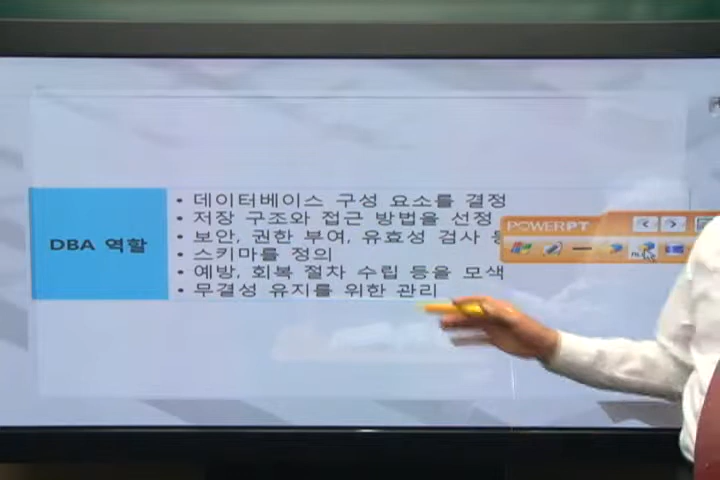 DBA 역할
• 데이터베이스 구성 요소를 결정
• 저장 구조와 접근 방법을 선정
• 보안, 권한 부여, 유효성 검사
• 스키마를 정의
• 예방, 회복 절차 수립 등을 모색
• 무결성 유지를 위한 관리
POWERPT